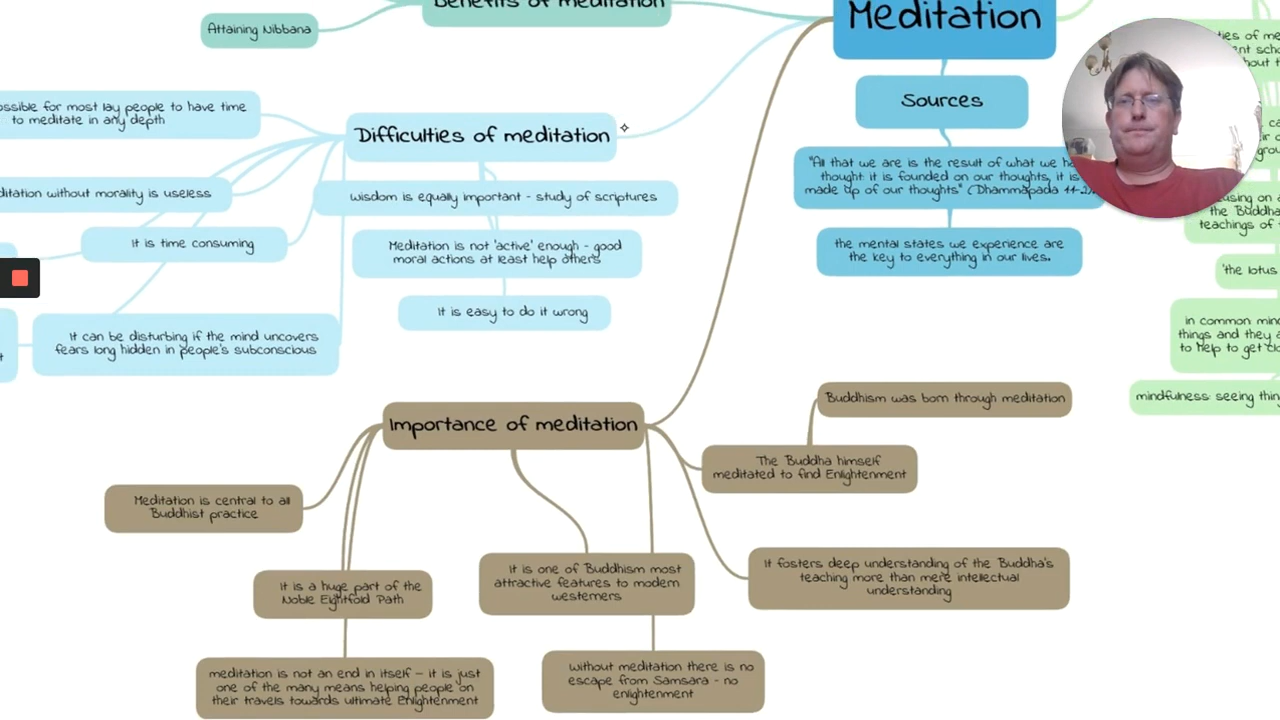 Benefits of meditation
Attaining Nibbana
Meditation
Sources
"All that we are is the result of what we
thought: it is founded on our thoughts, it is
made up of our thoughts" (Dhammapada
the mental states we experience are
the key to everything in our lives.
Difficulties of meditation
for most lay people to have time
to meditate in any depth
without morality is useless
It is time consuming
It can be disturbing if the mind uncovers
fears long hidden in people's subconscious
wisdom is equally important - study of scriptures
Meditation is not 'active' enough - good
moral actions at least help others
It is easy to do it wrong
Importance of meditation
Meditation is central to all
Buddhist practice
It is a huge part of the
Noble Eightfold Path
meditation is not an end in itself – it is just
one of the many means helping people on
their travels towards ultimate Enlightenment
It is one of Buddhism most
attractive features to modern
westerners
without meditation there is no
escape from Samsara - no
enlightenment
Buddhism was born through meditation
The Buddha himself
meditated to find Enlightenment
It fosters deep understanding of the Buddha's
teaching more than mere intellectual
understanding
of
on
the Buddha
teachings of
'the lotus
in common
things and they
to help to get
mindfulness: seeing